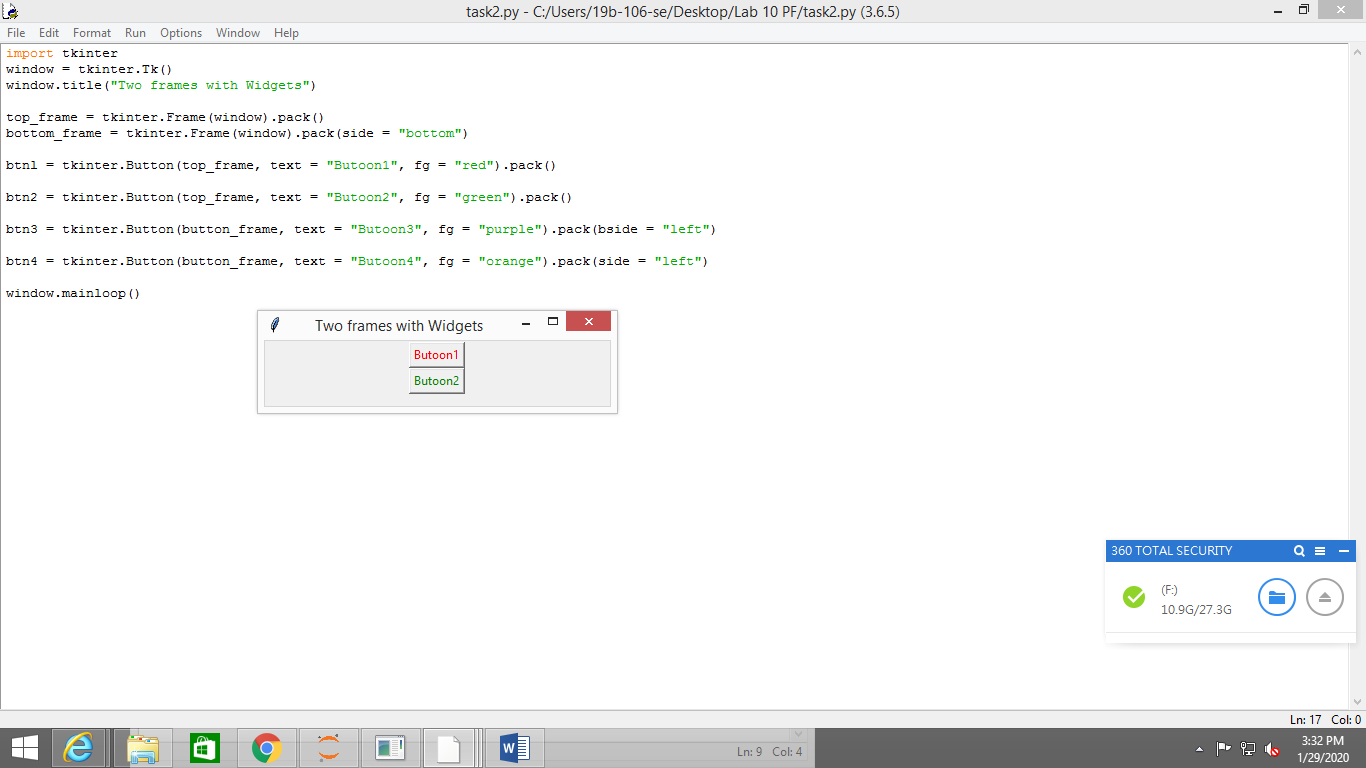 task2.py - C:/Users/19b-106-se/Desktop/Lab 10 PF/task2.py (3.6.5)
File Edit Format Run Options Window Help
import tkinter
window = tkinter.Tk()
window.title("Two frames with Widgets")
top_frame = tkinter.Frame(window).pack()
bottom_frame = tkinter.Frame(window).pack(side = "bottom")
btn1 = tkinter.Button(top_frame, text = "Butoon1", fg = "red").pack()
btn2 = tkinter.Button(top_frame, text = "Butoon2", fg = "green").pack()
btn3 = tkinter.Button(button_frame, text = "Butoon3", fg = "purple").pack(bside = "left")
btn4 = tkinter.Button(button_frame, text = "Butoon4", fg = "orange").pack(side = "left")
window.mainloop()
Two frames with Widgets
Butoon1
Butoon2
360 TOTAL SECURITY
(F:)
10.9G/27.3G
Ln: 17 Col: 0
Ln: 9 Col: 4
3:32 PM
1/29/2020